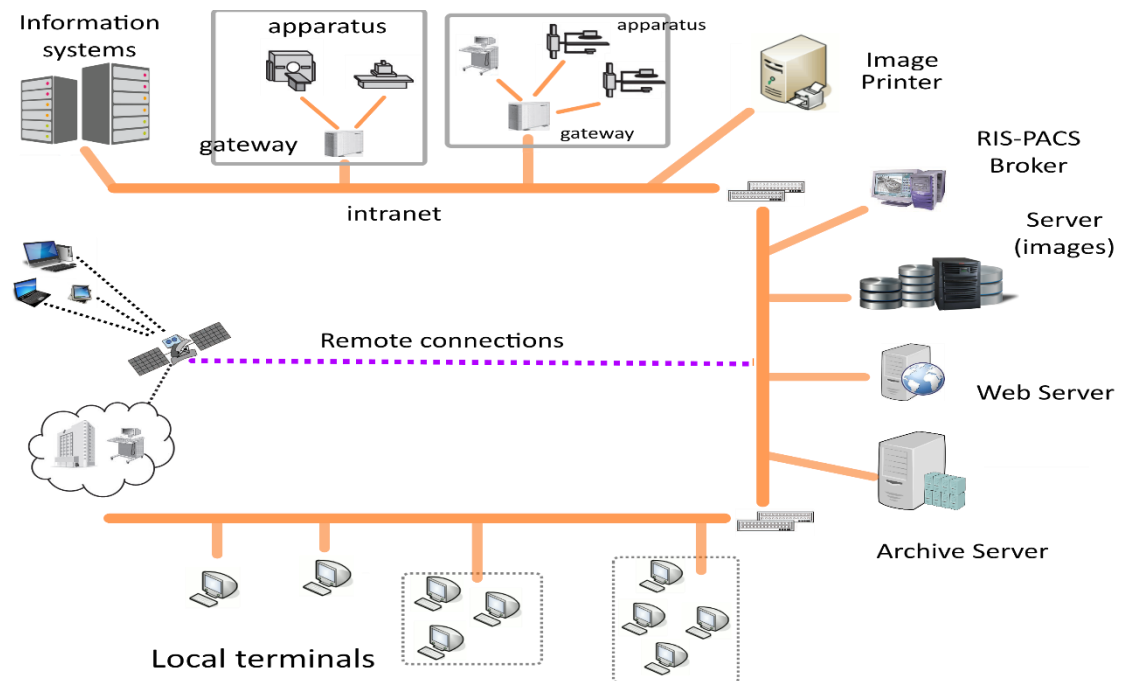 Information
systems
apparatus
gateway
apparatus
gateway
Image
Printer
RIS-PACS
Broker
intranet
Server
(images)
Remote connections
Web Server
Archive Server
Local terminals